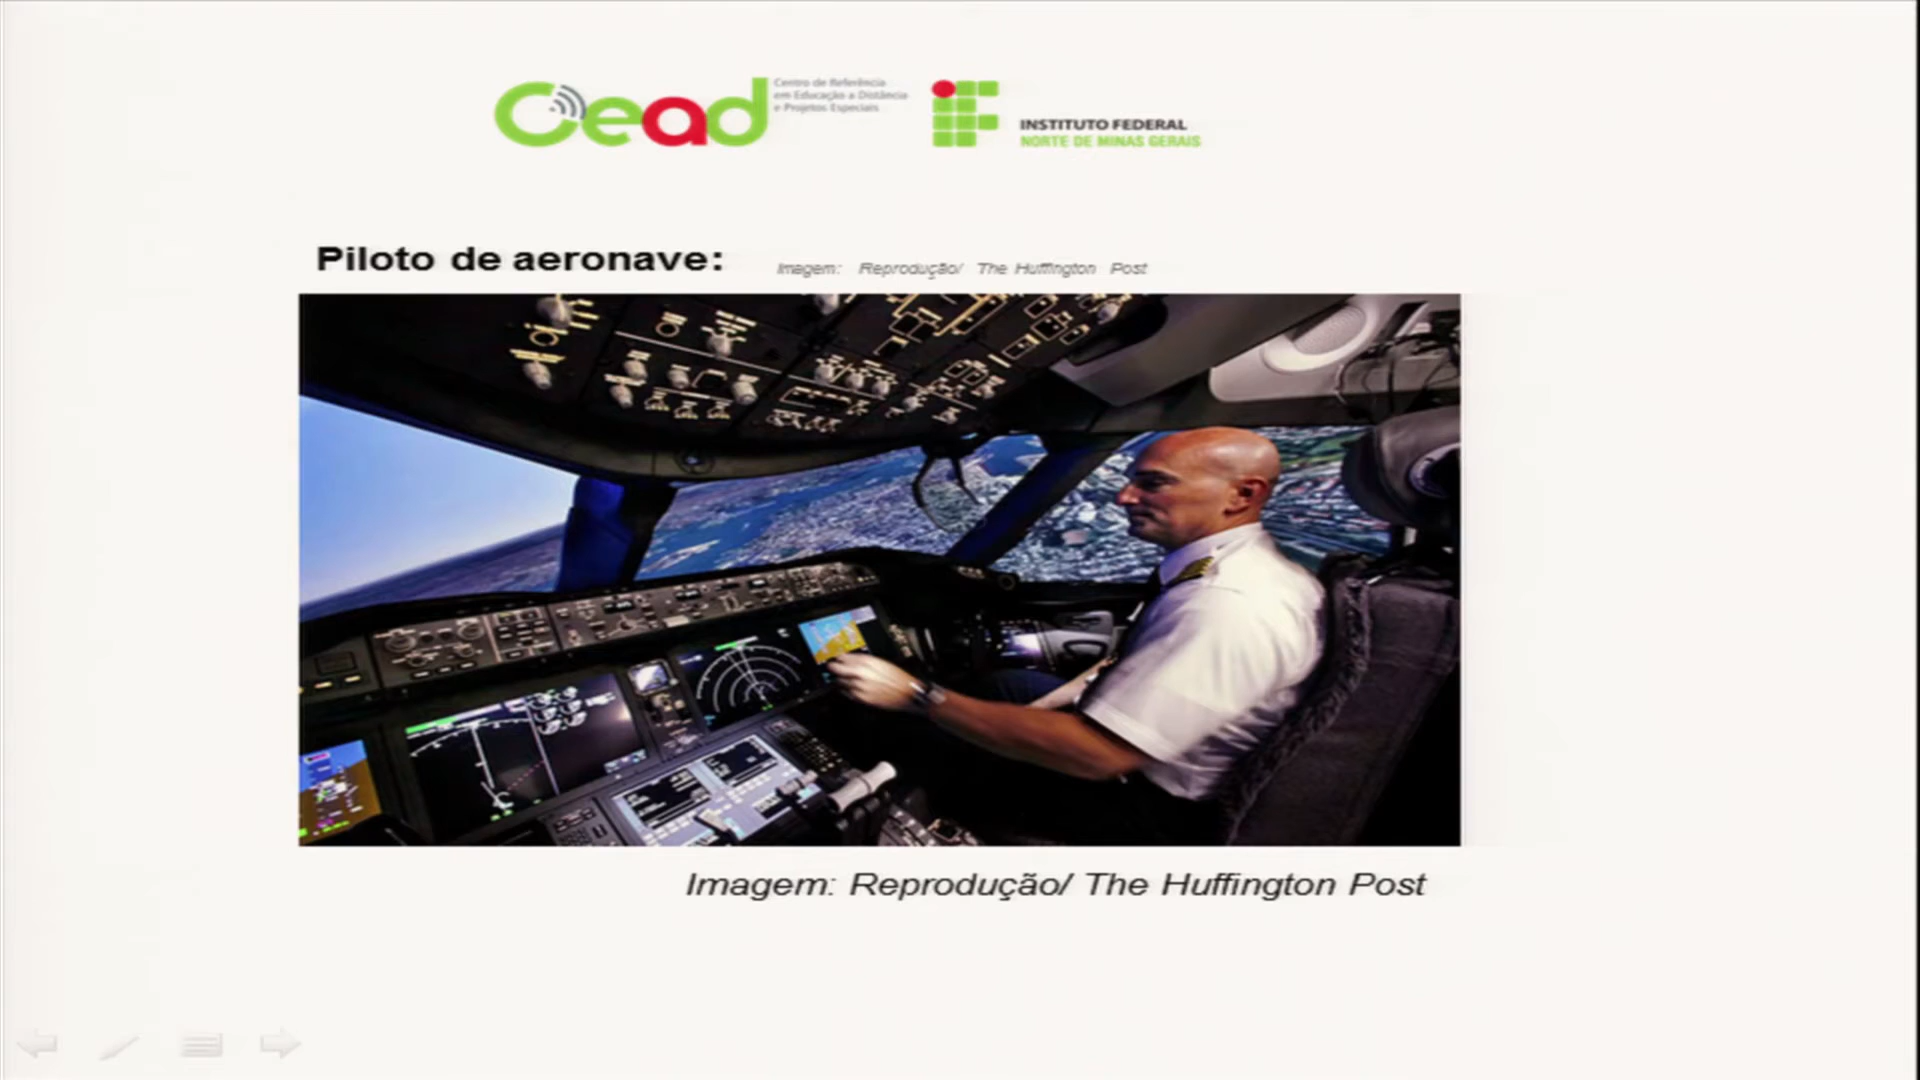 Cead
Centro de Referência
em Educação a Distância
e Projetos Especiais
INSTITUTO FEDERAL
NORTE DE MINAS GERAIS
Piloto de aeronave:
Imagem: Reprodução/ The Huffington Post
Imagem: Reprodução/ The Huffington Post